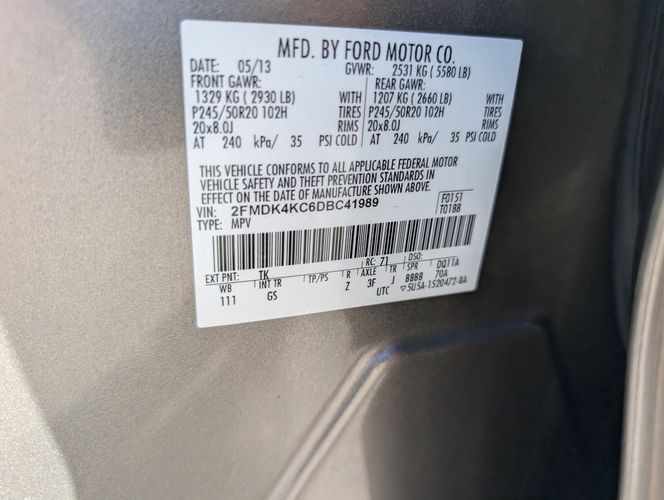 MFD. BY FORD MOTOR CO.
DATE: 05/13 GVWR: 2531 KG ( 5580 LB)
FRONT GAWR: REAR GAWR:
1329 KG ( 2930 LB) WITH 1207 KG ( 2660 LB) WITH
P245/50R20 102H TIRES P245/50R20 102H TIRES
20x8.0J RIMS 20x8.0J RIMS
AT 240 kPa/ 35 PSI COLD AT 240 kPa/ 35 PSI COLD
THIS VEHICLE CONFORMS TO ALL APPLICABLE FEDERAL MOTOR
VEHICLE SAFETY AND THEFT PREVENTION STANDARDS IN
EFFECT ON THE DATE OF MANUFACTURE SHOWN ABOVE.
VIN: 2FMDK4KC6DBC41989 F0151
TYPE: MPV T0188
EXT PNT: TK RC: 71 DSO:
WB INT TR TP/PS R AXLE TR SPR DQ11A
111 GS Z 3F J BBBB 70A
UTC ▽5U5A-1520472-BA